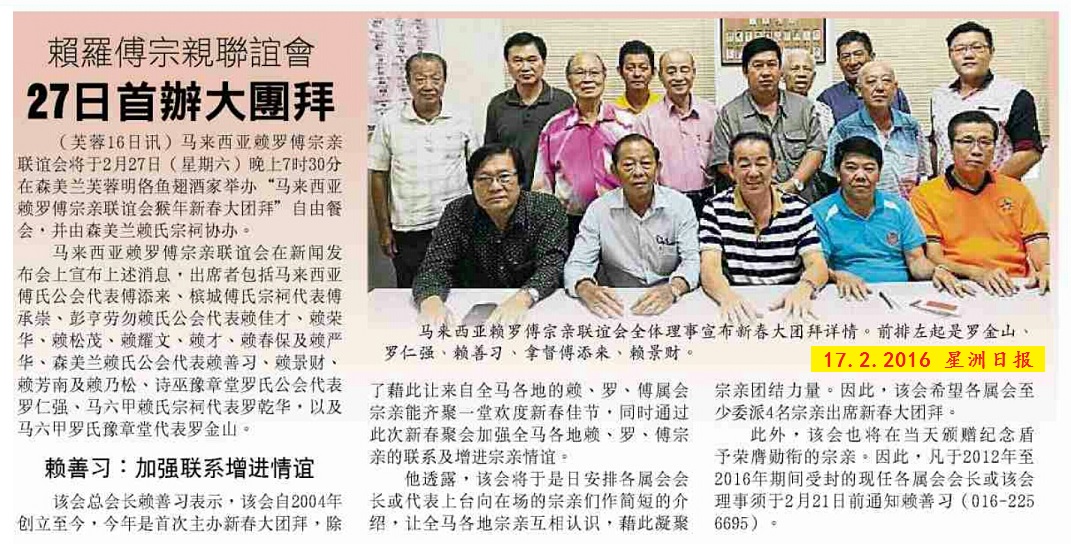 賴羅傅宗親聯誼會
27日首辦大團拜
（芙蓉16日讯）马来西亚赖罗傅宗亲
联谊会将于2月27日（星期六）晚上7时30分
在森美兰芙蓉明佫鱼翅酒家举办“马来西亚
赖罗傅宗亲联谊会猴年新春大团拜”自由餐
会，并由森美兰赖氏宗祠协办。
马来西亚赖罗傅宗亲联谊会在新闻发
布会上宣布上述消息，出席者包括马来西亚
傅氏公会代表傅添来、槟城傅氏宗祠代表傅
承崇、彭亨劳勿赖氏公会代表赖佳才、赖荣
华、赖松茂、赖耀文、赖才、赖春保及赖严
华、森美兰赖氏公会代表赖善习、赖景财、
赖芳南及赖乃松、诗巫豫章堂罗氏公会代表
罗仁强、马六甲赖氏宗祠代表罗乾华，以及
马六甲罗氏豫章堂代表罗金山。
赖善习：加强联系增进情谊
该会总会长赖善习表示，该会自2004年
创立至今，今年是首次主办新春大团拜，除
马来西亚赖罗傅宗亲联谊会全体理事宣布新春大团拜详情。前排左起是罗金山、
罗仁强、赖善习、拿督傅添来、赖景财。
17.2.2016 星洲日报
了藉此让来自全马各地的赖、罗、傅属会
宗亲能齐聚一堂欢度新春佳节，同时通过
此次新春聚会加强全马各地赖、罗、傅宗
亲的联系及增进宗亲情谊。
他透露，该会将于是日安排各属会会
长或代表上台向在场的宗亲们作简短的介
绍，让全马各地宗亲互相认识，藉此凝聚
宗亲团结力量。因此，该会希望各属会至
少委派4名宗亲出席新春大团拜。
此外，该会也将在当天颁赠纪念盾
予荣膺勋衔的宗亲。因此，凡于2012年至
2016年期间受封的现任各属会会长或该会
理事须于2月21日前通知赖善习（016-225
6695）。